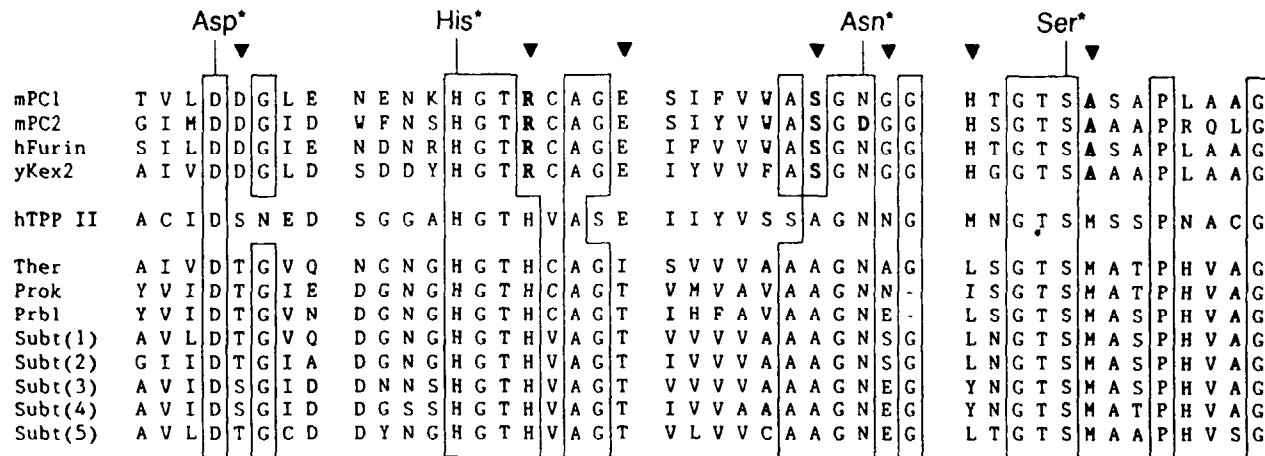 Asp* His* Asn* Ser*
mPC1 T V L D D G L E N E N K H G T R C A G E S I F V W A S G N G G H T G T S A S A P L A A G
mPC2 G I M D D G I D W F N S H G T R C A G E S I Y V W A S G D G G H S G T S A A A P R Q L G
hFurin S I L D D G I E N D N R H G T R C A G E I F V V W A S G N G G H T G T S A S A P L A A G
yKex2 A I V D D G L D S D D Y H G T R C A G E I Y V V F A S G N G G H G G T S A A A P L A A G
hTPP II A C I D S N E D S G G A H G T H V A S E I I Y V S S A G N N G M N G T S M S S P N A C G
Ther A I V D T G V Q N G N G H G T H C A G I S V V V A A A G N A G L S G T S M A T P H V A G
Prok Y V I D T G I E D G N G H G T H C A G T V M V A V A A G N N - I S G T S M A T P H V A G
Prb1 Y V I D T G V N D G N G H G T H C A G T I H F A V A A G N E - L S G T S M A S P H V A G
Subt(1) A V L D T G V Q D G N G H G T H V A G T V V V V A A A G N S G L N G T S M A S P H V A G
Subt(2) G I I D T G I A D G N G H G T H V A G T I V V V A A A G N S G L N G T S M A S P H V A G
Subt(3) A V I D S G I D D N N S H G T H V A G T V V V V A A A G N E G Y N G T S M A S P H V A G
Subt(4) A V I D S G I D D G S S H G T H V A G T I V V A A A A G N E G Y N G T S M A T P H V A G
Subt(5) A V L D T G C D D Y N G H G T H V A G T V L V V C A A G N E G L T G T S M A A P H V S G